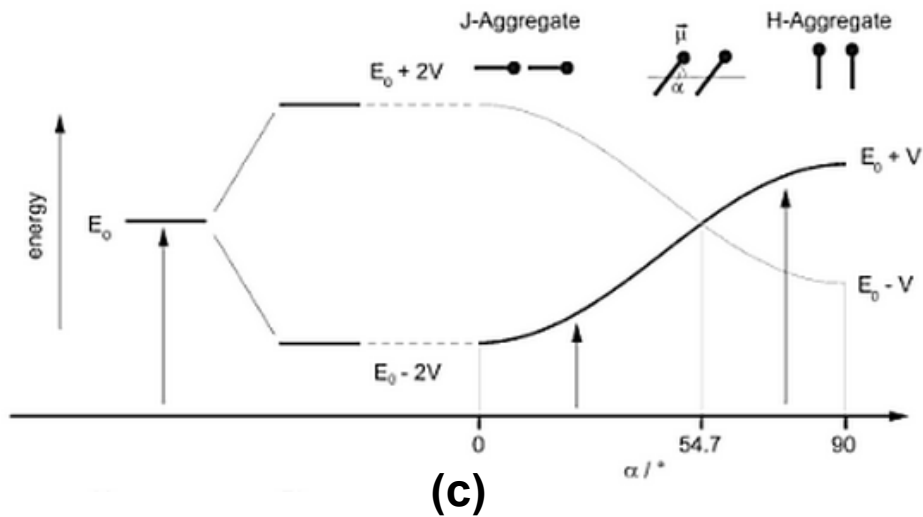 J-Aggregate
H-Aggregate
μ⃗
α
E₀ + 2V
E₀ + V
energy
E₀
E₀ - V
E₀ - 2V
0
54.7
90
α / °
(c)